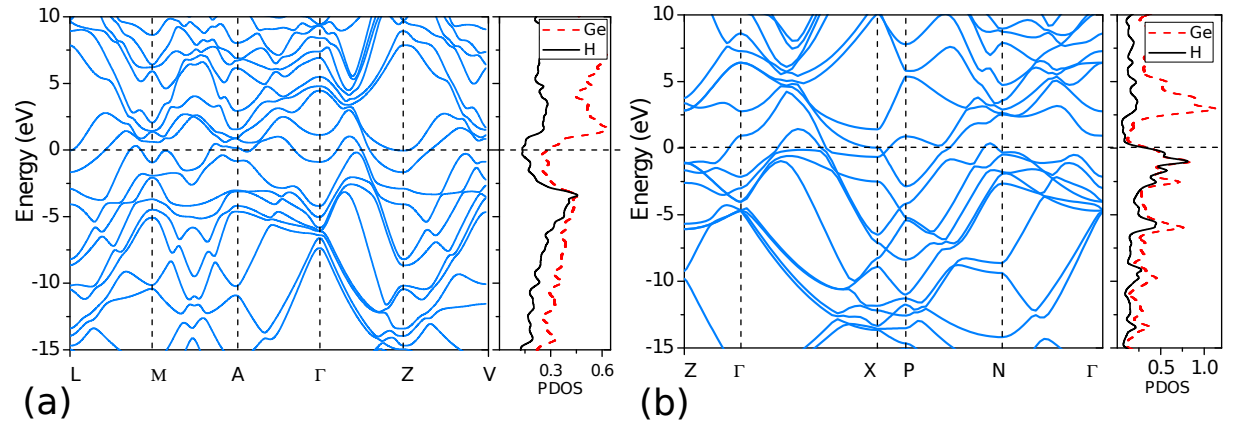 10
5
0
-5
-10
-15
Energy (eV)
L M A Γ Z V
Ge
H
0.3 0.6
PDOS
(a)
10
5
0
-5
-10
-15
Energy (eV)
Z Γ X P N Γ
Ge
H
0.5 1.0
PDOS
(b)